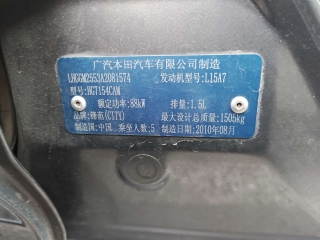 广汽本田汽车有限公司制造
LHGGM2553A2081574 发动机型号:L15A7
型号:HG7154CAM
额定功率:88kW 排量:1.5L
品牌:锋范(CITY) 最大设计总质量:1505kg
制造国:中国 乘坐人数:5 制造日期:2010年08月